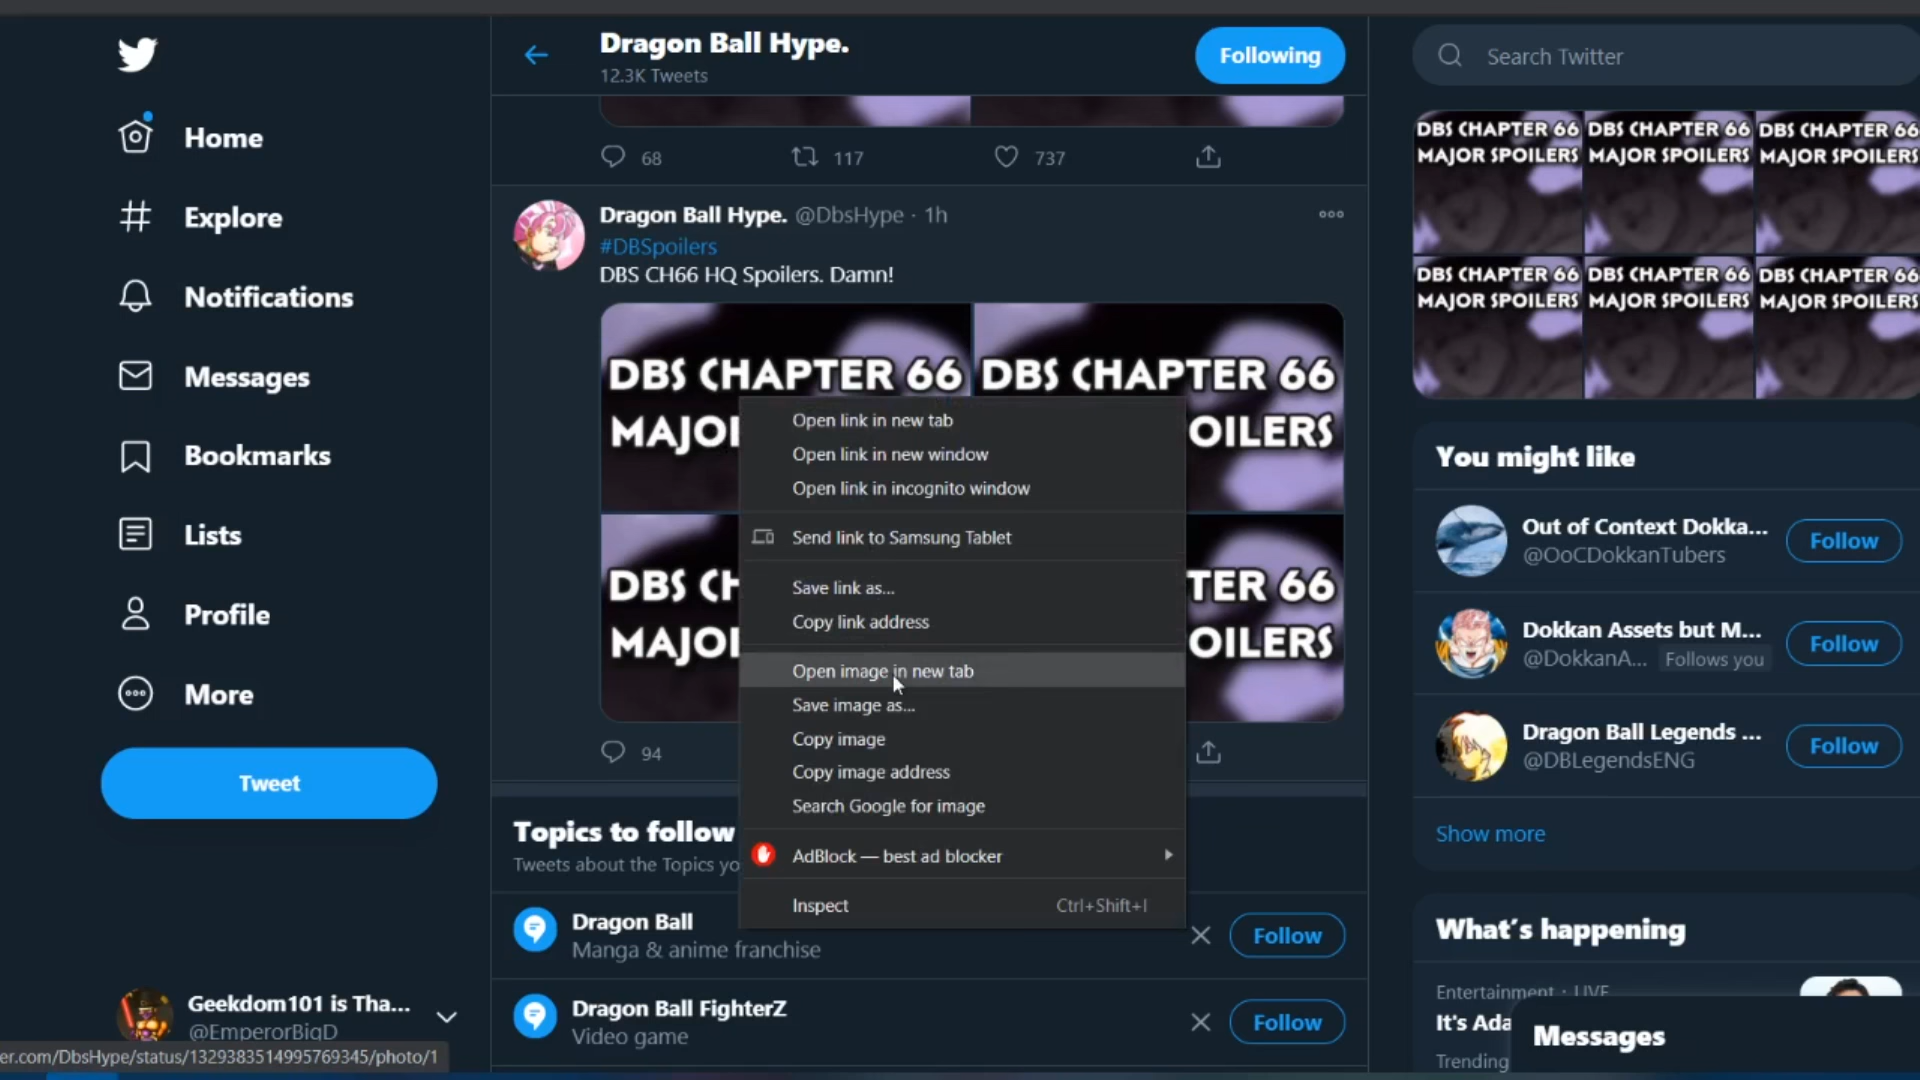 Home
Explore
Notifications
Messages
Bookmarks
Lists
Profile
More
Tweet
Geekdom101 is Tha...
@EmperorBigD
er.com/DbsHype/status/1329383514995769345/photo/1
Dragon Ball Hype.
12.3K Tweets
Following
68 117 737
Dragon Ball Hype. @DbsHype · 1h
#DBSpoilers
DBS CH66 HQ Spoilers. Damn!
DBS CHAPTER 66 DBS CHAPTER 66
MAJO OILERS
DBS CH TER 66
MAJO OILERS
Open link in new tab
Open link in new window
Open link in incognito window
Send link to Samsung Tablet
Save link as...
Copy link address
Open image in new tab
Save image as...
Copy image
Copy image address
Search Google for image
AdBlock — best ad blocker
Inspect Ctrl+Shift+I
94
Topics to follow
Tweets about the Topics yo
Dragon Ball
Manga & anime franchise
Follow
Dragon Ball FighterZ
Video game
Follow
Search Twitter
DBS CHAPTER 66 DBS CHAPTER 66 DBS CHAPTER 66
MAJOR SPOILERS MAJOR SPOILERS MAJOR SPOILERS
DBS CHAPTER 66 DBS CHAPTER 66 DBS CHAPTER 66
MAJOR SPOILERS MAJOR SPOILERS MAJOR SPOILERS
You might like
Out of Context Dokka...
@OoCDokkanTubers
Follow
Dokkan Assets but M...
@DokkanA... Follows you
Follow
Dragon Ball Legends ...
@DBLegendsENG
Follow
Show more
What's happening
Entertainment · LIVE
It's Ada
Trending
Messages